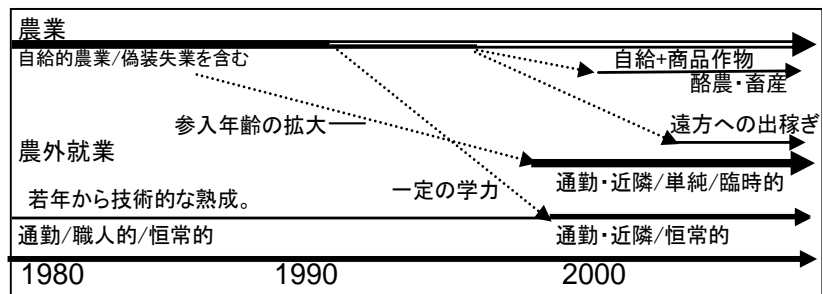 農業
自給的農業/偽装失業を含む
自給+商品作物
酪農・畜産
参入年齢の拡大
遠方への出稼ぎ
農外就業
一定の学力
通勤・近隣/単純/臨時的
若年から技術的な熟成。
通勤/職人的/恒常的
通勤・近隣/恒常的
1980
1990
2000